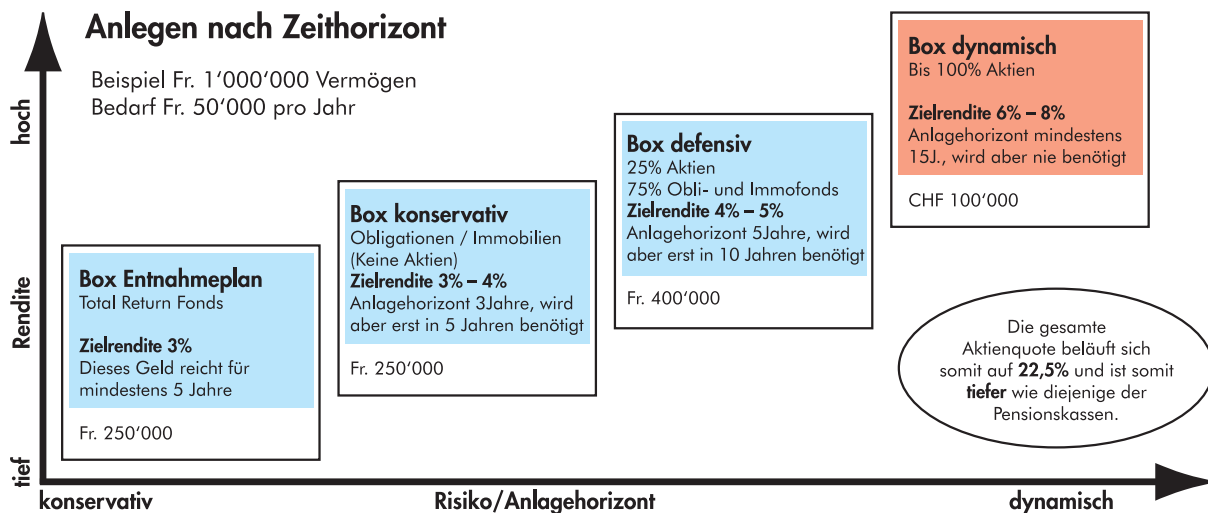 Anlegen nach Zeithorizont
Beispiel Fr. 1‘000‘000 Vermögen
Bedarf Fr. 50‘000 pro Jahr
hoch
Rendite
tief
Box Entnahmeplan
Total Return Fonds
Zielrendite 3%
Dieses Geld reicht für
mindestens 5 Jahre
Fr. 250‘000
Box konservativ
Obligationen / Immobilien
(Keine Aktien)
Zielrendite 3% – 4%
Anlagehorizont 3Jahre, wird
aber erst in 5 Jahren benötigt
Fr. 250‘000
Box defensiv
25% Aktien
75% Obli- und Immofonds
Zielrendite 4% – 5%
Anlagehorizont 5Jahre, wird
aber erst in 10 Jahren benötigt
Fr. 400‘000
Box dynamisch
Bis 100% Aktien
Zielrendite 6% – 8%
Anlagehorizont mindestens
15J., wird aber nie benötigt
CHF 100‘000
Die gesamte
Aktienquote beläuft sich
somit auf 22,5% und ist somit
tiefer wie diejenige der
Pensionskassen.
konservativ
Risiko/Anlagehorizont
dynamisch